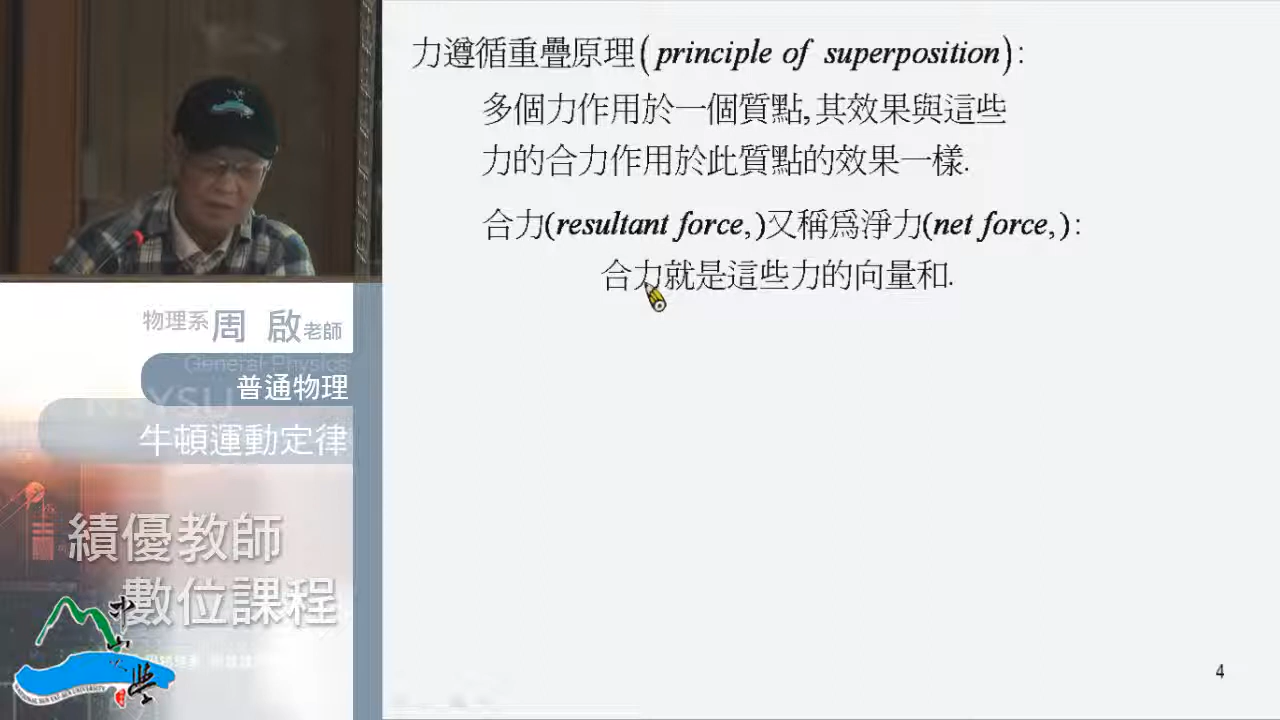 力遵循重疊原理(principle of superposition):
多個力作用於一個質點,其效果與這些
力的合力作用於此質點的效果一樣.
合力(resultant force,)又稱爲淨力(net force,):
合力就是這些力的向量和.
物理系周 啟老師
General Physics
普通物理
NSYSU
牛頓運動定律
績優教師
數位課程
4